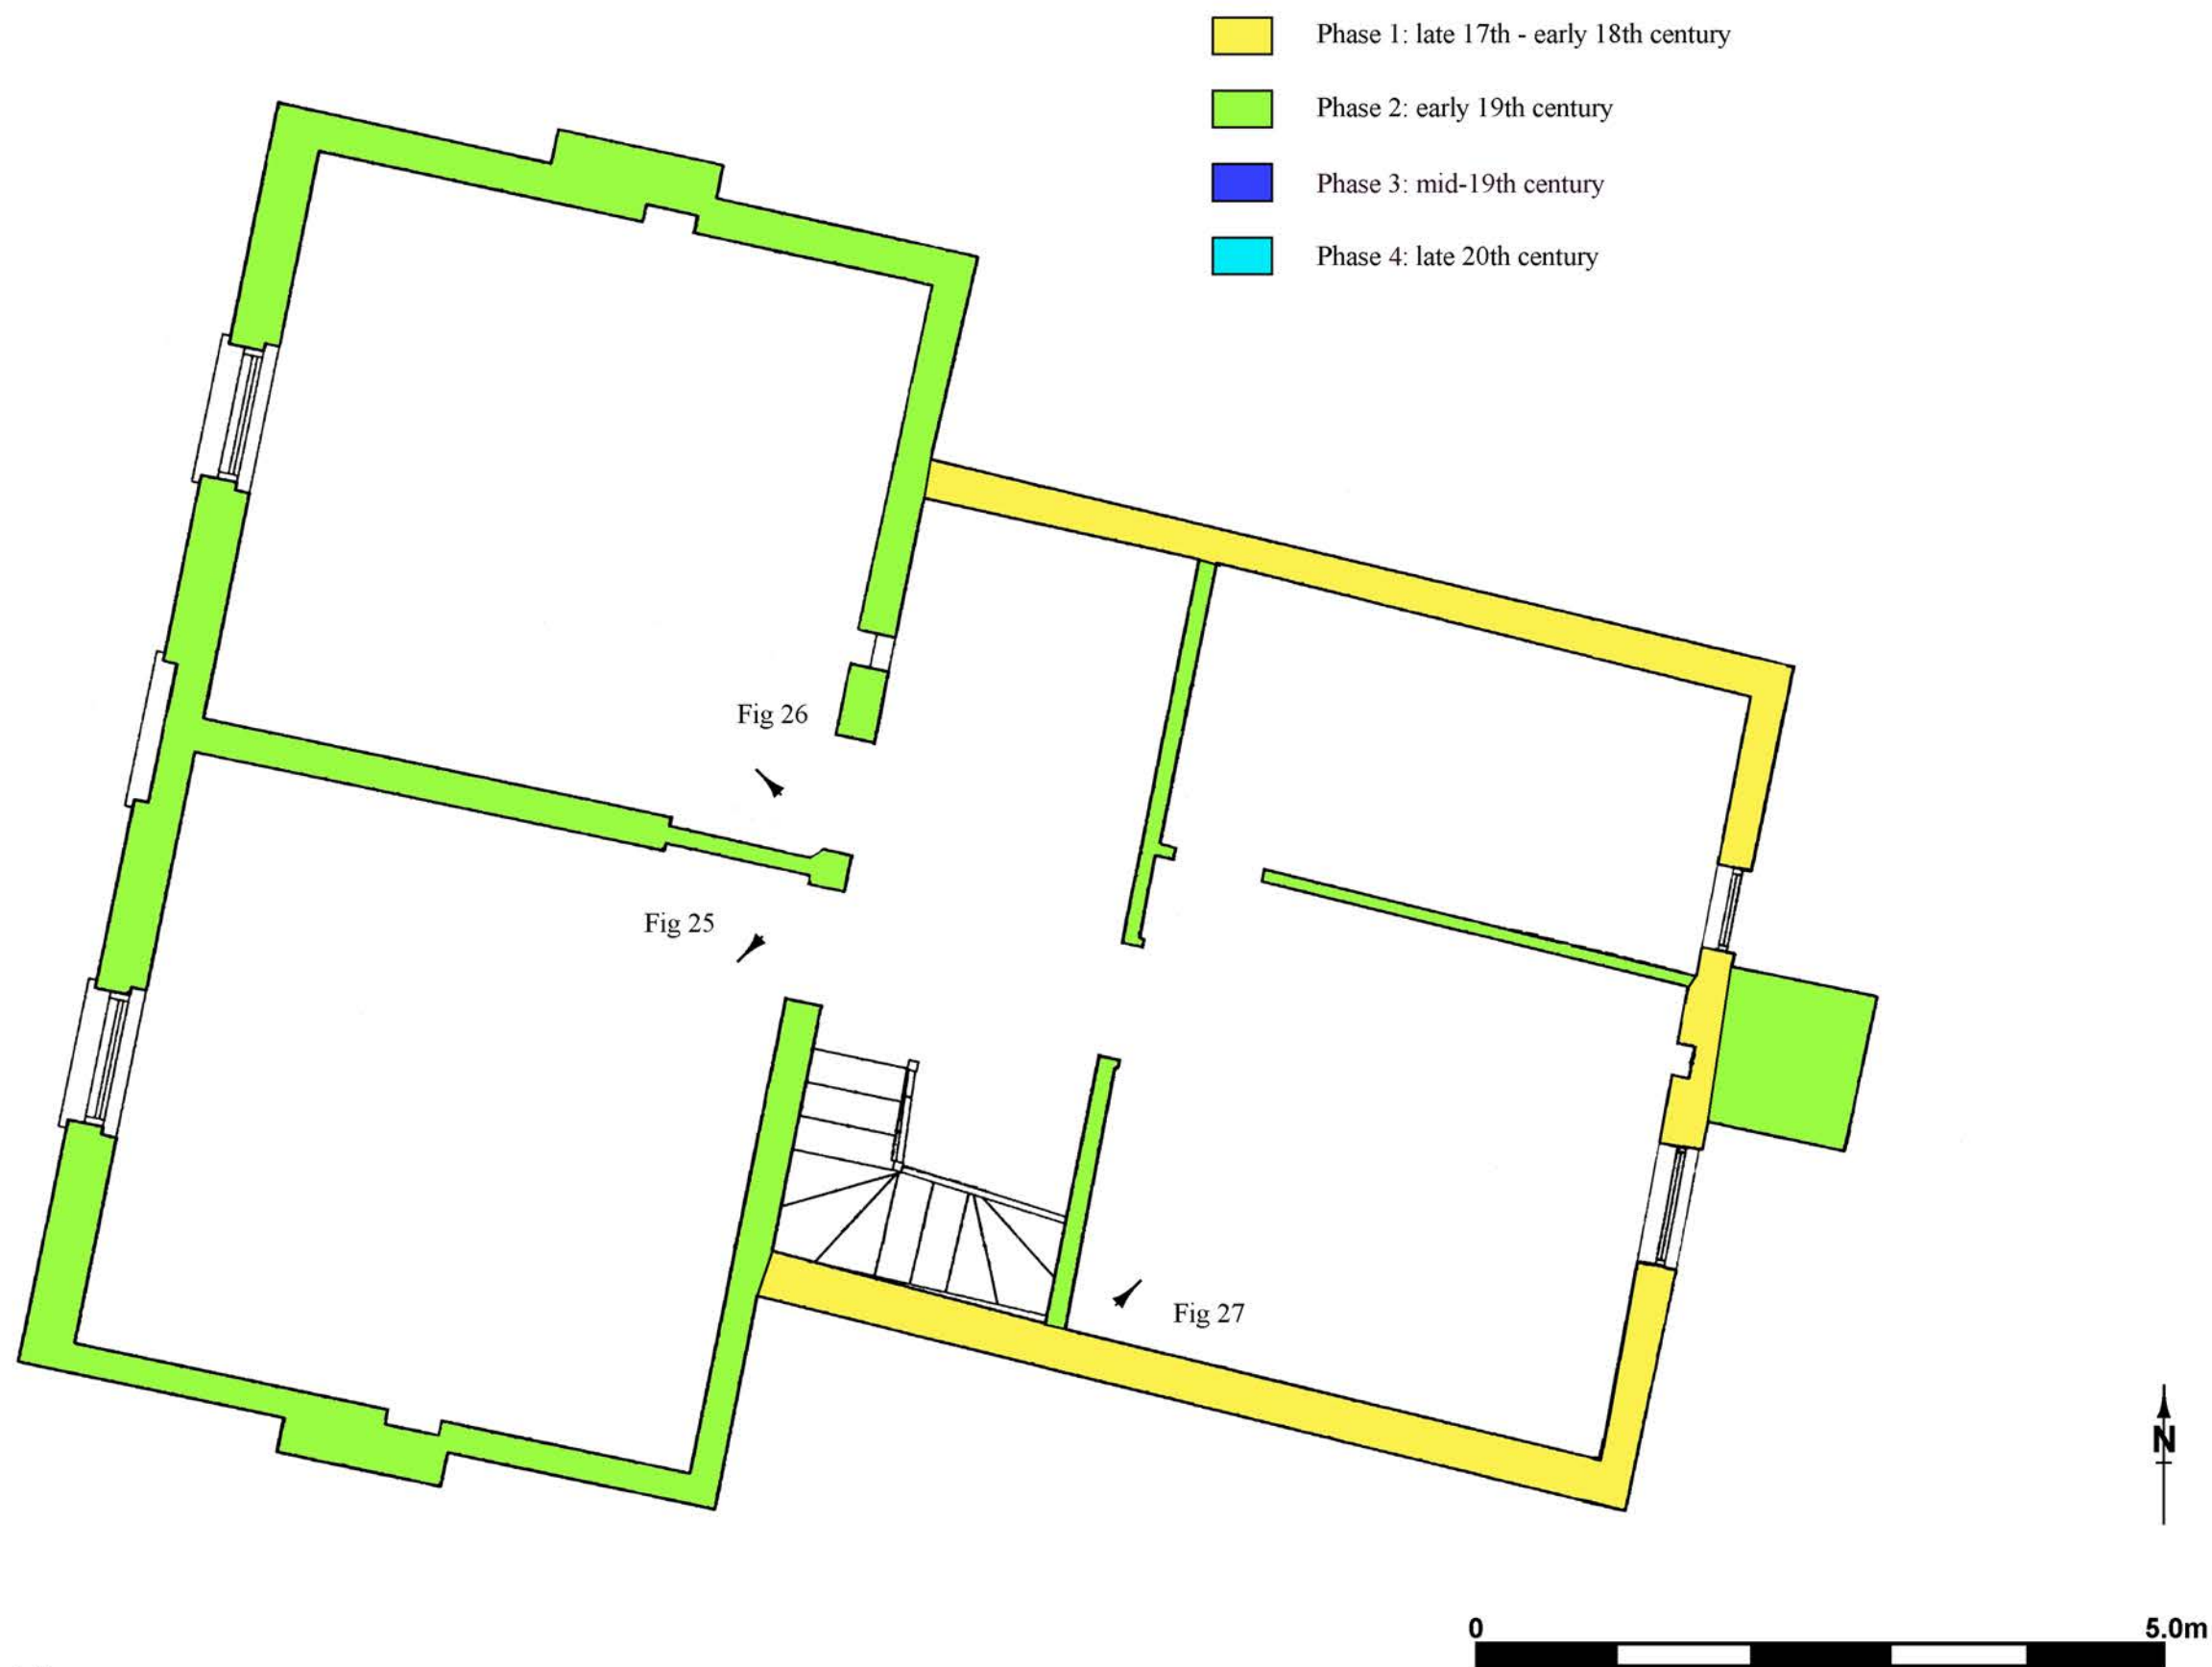 Phase 1: late 17th - early 18th century
Phase 2: early 19th century
Phase 3: mid-19th century
Phase 4: late 20th century
Fig 26
Fig 25
Fig 27
N
0 5.0m